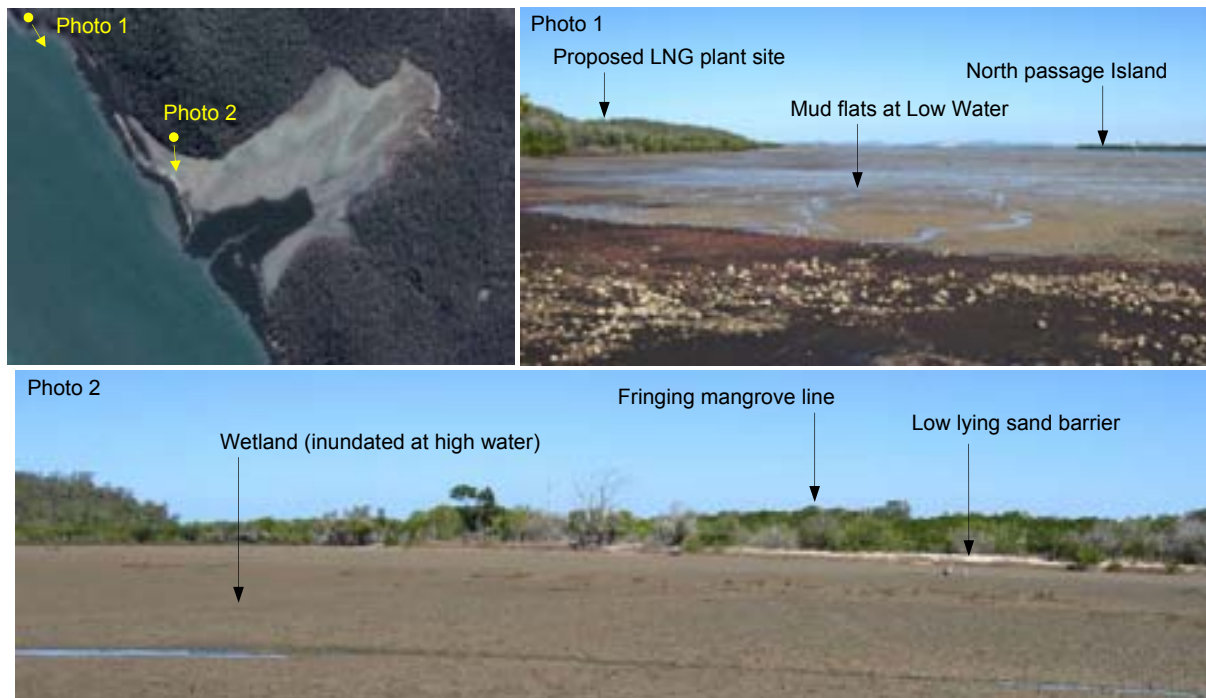 Photo 1
Photo 2
Photo 1
Proposed LNG plant site
North passage Island
Mud flats at Low Water
Photo 2
Fringing mangrove line
Low lying sand barrier
Wetland (inundated at high water)